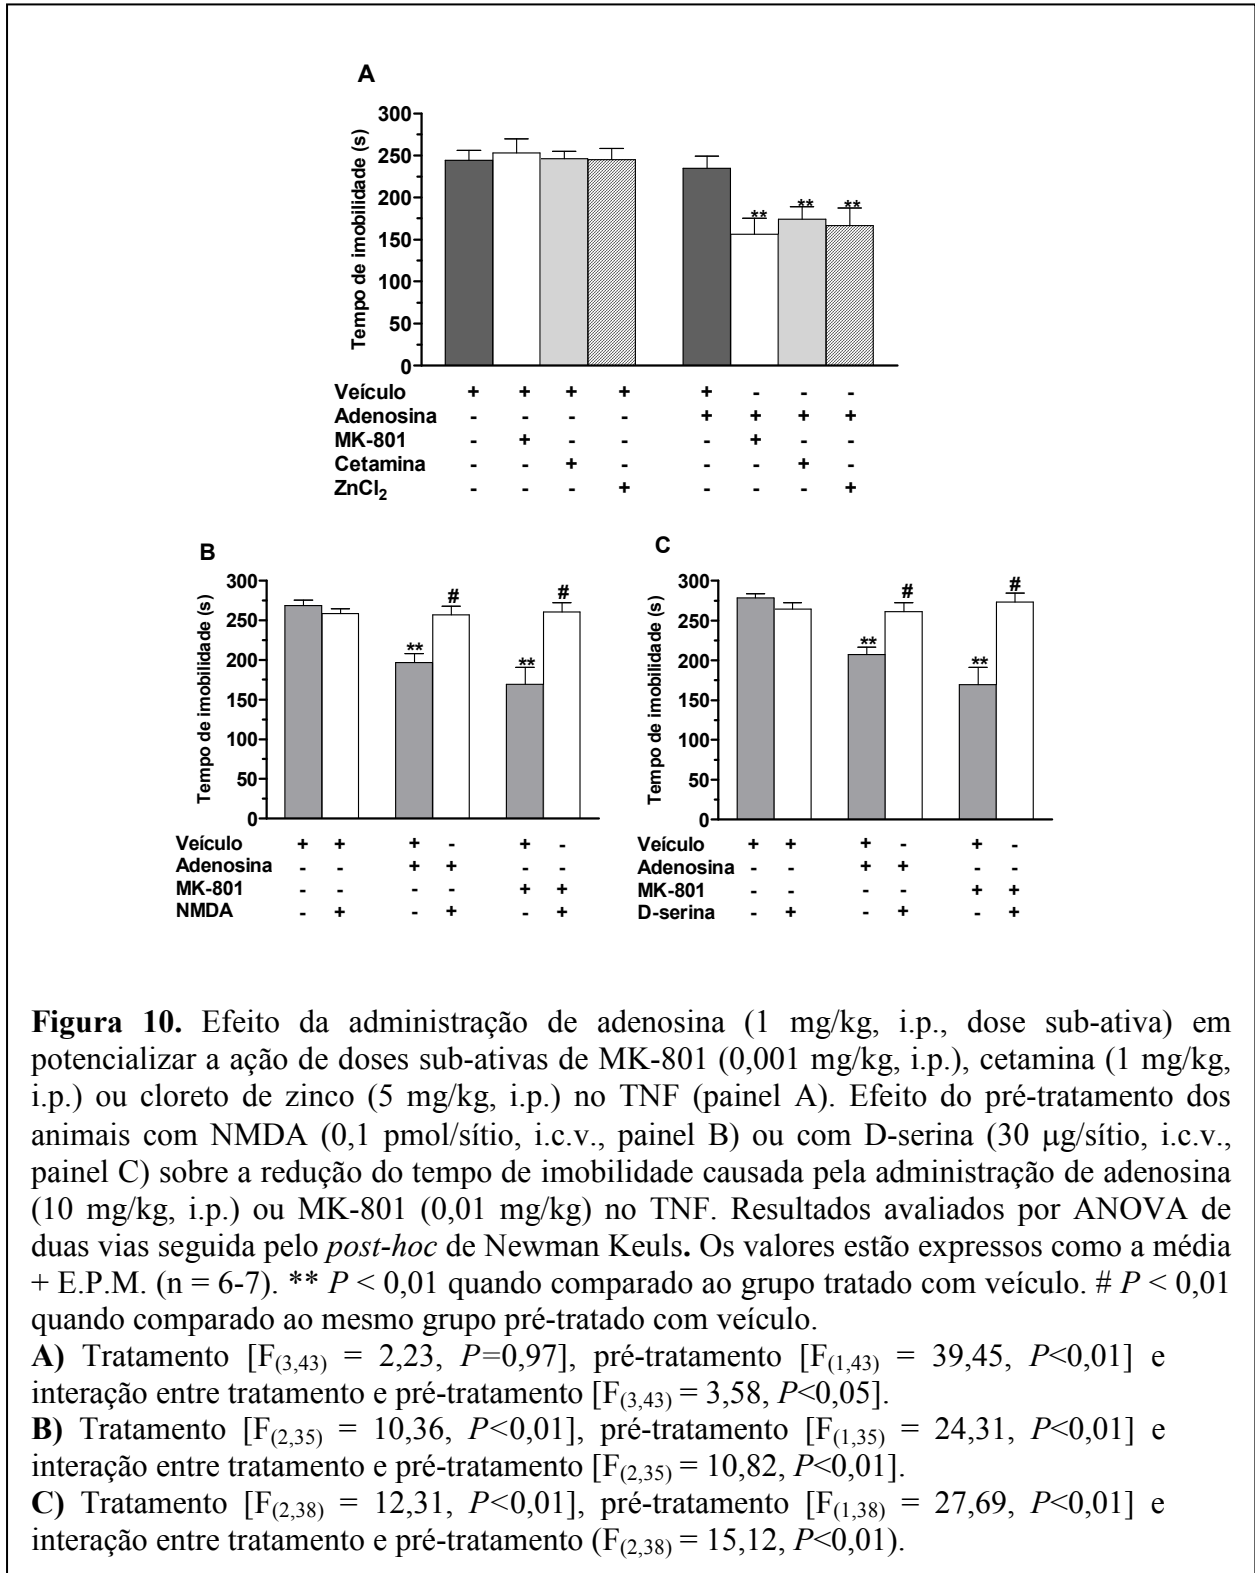 A
Tempo de imobilidade (s)
300
250
200
150
100
50
0
** ** **
Veículo + + + + + - - -
Adenosina - - - - + + + +
MK-801 - + - - - + - -
Cetamina - - + - - - + -
ZnCl₂ - - - + - - - +
B
Tempo de imobilidade (s)
300
250
200
150
100
50
0
** # ** #
Veículo + + + - + -
Adenosina - - + + - -
MK-801 - - - - + +
NMDA - + - + - +
C
Tempo de imobilidade (s)
300
250
200
150
100
50
0
** # ** #
Veículo + + + - + -
Adenosina - - + + - -
MK-801 - - - - + +
D-serina - + - + - +
Figura 10. Efeito da administração de adenosina (1 mg/kg, i.p., dose sub-ativa) em
potencializar a ação de doses sub-ativas de MK-801 (0,001 mg/kg, i.p.), cetamina (1 mg/kg,
i.p.) ou cloreto de zinco (5 mg/kg, i.p.) no TNF (painel A). Efeito do pré-tratamento dos
animais com NMDA (0,1 pmol/sítio, i.c.v., painel B) ou com D-serina (30 μg/sítio, i.c.v.,
painel C) sobre a redução do tempo de imobilidade causada pela administração de adenosina
(10 mg/kg, i.p.) ou MK-801 (0,01 mg/kg) no TNF. Resultados avaliados por ANOVA de
duas vias seguida pelo post-hoc de Newman Keuls. Os valores estão expressos como a média
+ E.P.M. (n = 6-7). ** P < 0,01 quando comparado ao grupo tratado com veículo. # P < 0,01
quando comparado ao mesmo grupo pré-tratado com veículo.
A) Tratamento [F(3,43) = 2,23, P=0,97], pré-tratamento [F(1,43) = 39,45, P<0,01] e
interação entre tratamento e pré-tratamento [F(3,43) = 3,58, P<0,05].
B) Tratamento [F(2,35) = 10,36, P<0,01], pré-tratamento [F(1,35) = 24,31, P<0,01] e
interação entre tratamento e pré-tratamento [F(2,35) = 10,82, P<0,01].
C) Tratamento [F(2,38) = 12,31, P<0,01], pré-tratamento [F(1,38) = 27,69, P<0,01] e
interação entre tratamento e pré-tratamento (F(2,38) = 15,12, P<0,01).